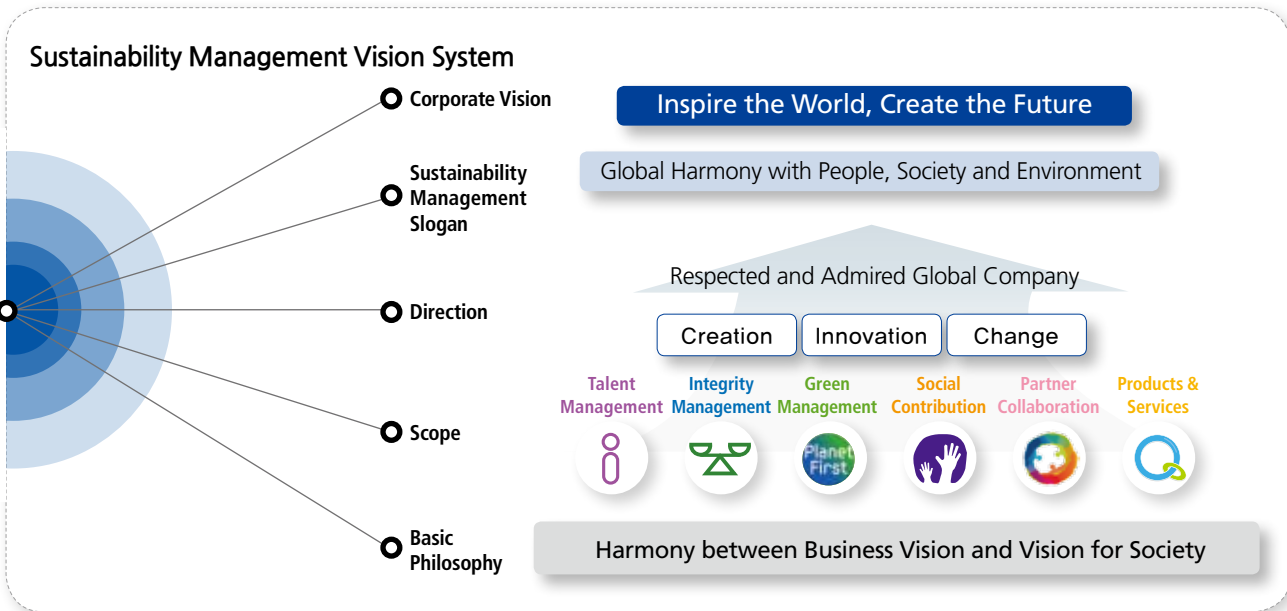 Sustainability Management Vision System
Corporate Vision
Inspire the World, Create the Future
Sustainability
Management
Slogan
Global Harmony with People, Society and Environment
Direction
Respected and Admired Global Company
Creation
Innovation
Change
Scope
Talent
Management
Integrity
Management
Green
Management
Social
Contribution
Partner
Collaboration
Products &
Services
Planet
First
Basic
Philosophy
Harmony between Business Vision and Vision for Society